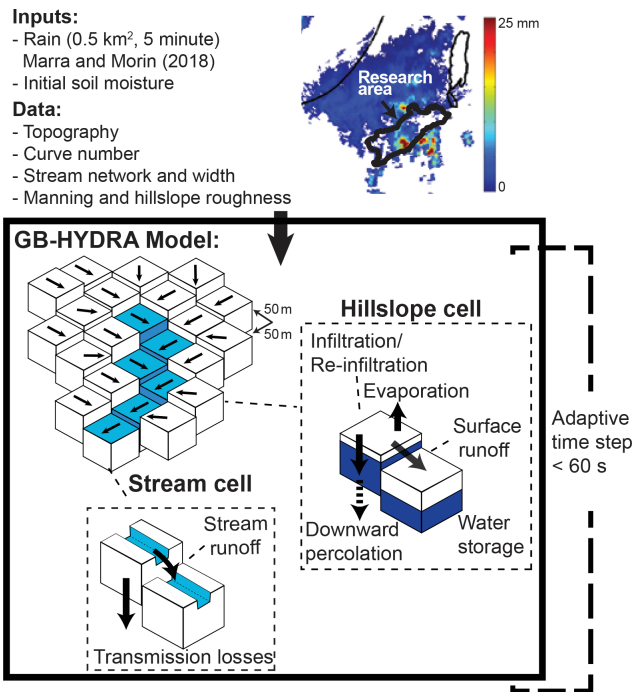 Inputs:
- Rain (0.5 km², 5 minute)
Marra and Morin (2018)
- Initial soil moisture
Data:
- Topography
- Curve number
- Stream network and width
- Manning and hillslope roughness
25 mm
Research
area
0
GB-HYDRA Model:
50 m
50 m
Hillslope cell
Infiltration/
Re-infiltration
Evaporation
Surface
runoff
Downward
percolation
Water
storage
Adaptive
time step
< 60 s
Stream cell
Stream
runoff
Transmission losses